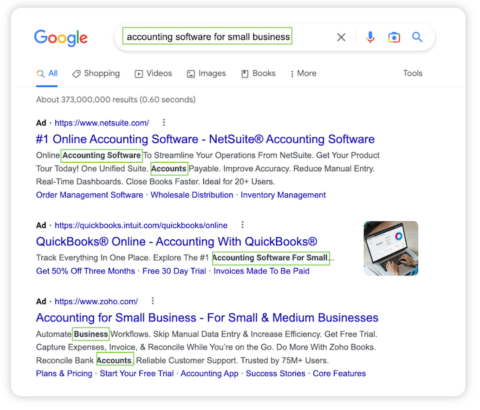 Google
accounting software for small business
All Shopping Videos Images Books More Tools
About 373,000,000 results (0.60 seconds)
Ad · https://www.netsuite.com/
#1 Online Accounting Software - NetSuite® Accounting Software
Online Accounting Software To Streamline Your Operations From NetSuite. Get Your Product
Tour Today! One Unified Suite. Accounts Payable. Improve Accuracy. Reduce Manual Entry.
Real-Time Dashboards. Close Books Faster. Ideal for 20+ Users.
Order Management Software · Wholesale Distribution · Inventory Management
Ad · https://quickbooks.intuit.com/quickbooks/online
QuickBooks® Online - Accounting With QuickBooks®
Track Everything In One Place. Explore The #1 Accounting Software For Small...
Get 50% Off Three Months · Free 30 Day Trial · Invoices Made To Be Paid
Ad · https://www.zoho.com/
Accounting for Small Business - For Small & Medium Businesses
Automate Business Workflows. Skip Manual Data Entry & Increase Efficiency. Get Free Trial.
Capture Expenses, Invoice, & Reconcile While You're on the Go. Do More With Zoho Books.
Reconcile Bank Accounts. Reliable Customer Support. Trusted by 75M+ Users.
Plans & Pricing · Start Your Free Trial · Accounting App · Success Stories · Core Features